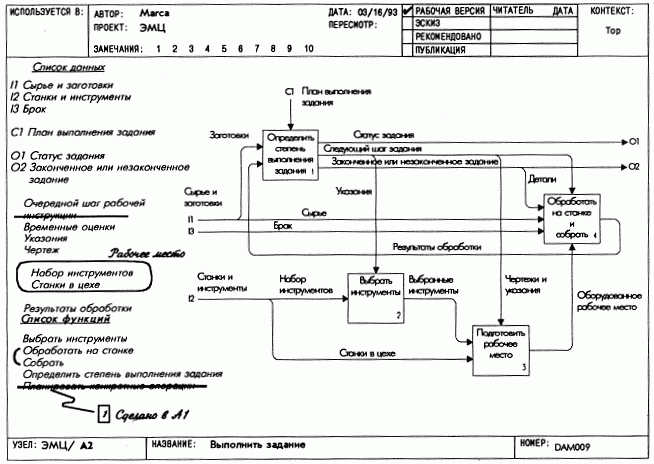 ИСПОЛЬЗУЕТСЯ В:
АВТОР: Marca
ПРОЕКТ: ЭМЦ
ЗАМЕЧАНИЯ: 1 2 3 4 5 6 7 8 9 10
ДАТА: 03/16/93
ПЕРЕСМОТР:
РАБОЧАЯ ВЕРСИЯ
ЭСКИЗ
РЕКОМЕНДОВАНО
ПУБЛИКАЦИЯ
ЧИТАТЕЛЬ ДАТА
КОНТЕКСТ:
Top
Список данных
I1 Сырье и заготовки
I2 Станки и инструменты
I3 Брак
C1 План выполнения задания
O1 Статус задания
O2 Законченное или незаконченное
задание
Очередной шаг рабочей
инструкции
Временные оценки
Указания
Чертеж
Рабочее место
Набор инструментов
Станки в цехе
Результаты обработки
Список функций
Выбрать инструменты
Обработать на станке
Собрать
Определить степень выполнения задания
Планировать конкретные операции
1 Сделано в А1
C1 План выполнения
задания
Заготовки
Определить
степень
выполнения
задания 1
Статус задания
O1
Следующий шаг задания
Законченное или незаконченное задание
O2
Детали
Указания
Сырье и
заготовки
I1
Сырье
I3
Брак
Обработать
на станке
и
собрать 4
Результаты обработки
Станки и
инструменты
I2
Набор
инструментов
Выбрать
инструменты
2
Выбранные
инструменты
Чертежи и
указания
Оборудованное
рабочее место
Станки в цехе
Подготовить
рабочее
место
3
УЗЕЛ: ЭМЦ/ А2
НАЗВАНИЕ: Выполнить задание
НОМЕР: DAM009